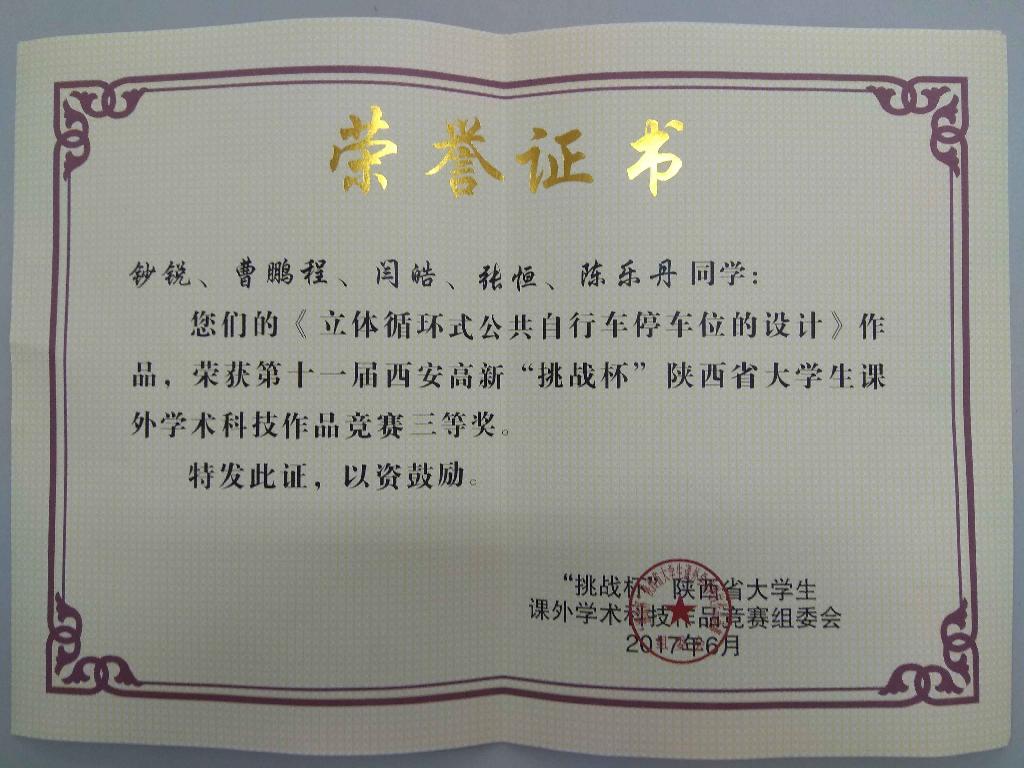 荣誉证书
钞锐、曹鹏程、闫皓、张恒、陈乐丹同学：
您们的《立体循环式公共自行车停车位的设计》作
品，荣获第十一届西安高新“挑战杯”陕西省大学生课
外学术科技作品竞赛三等奖。
特发此证，以资鼓励。
“挑战杯”陕西省大学生
课外学术科技作品竞赛组委会
2017年6月